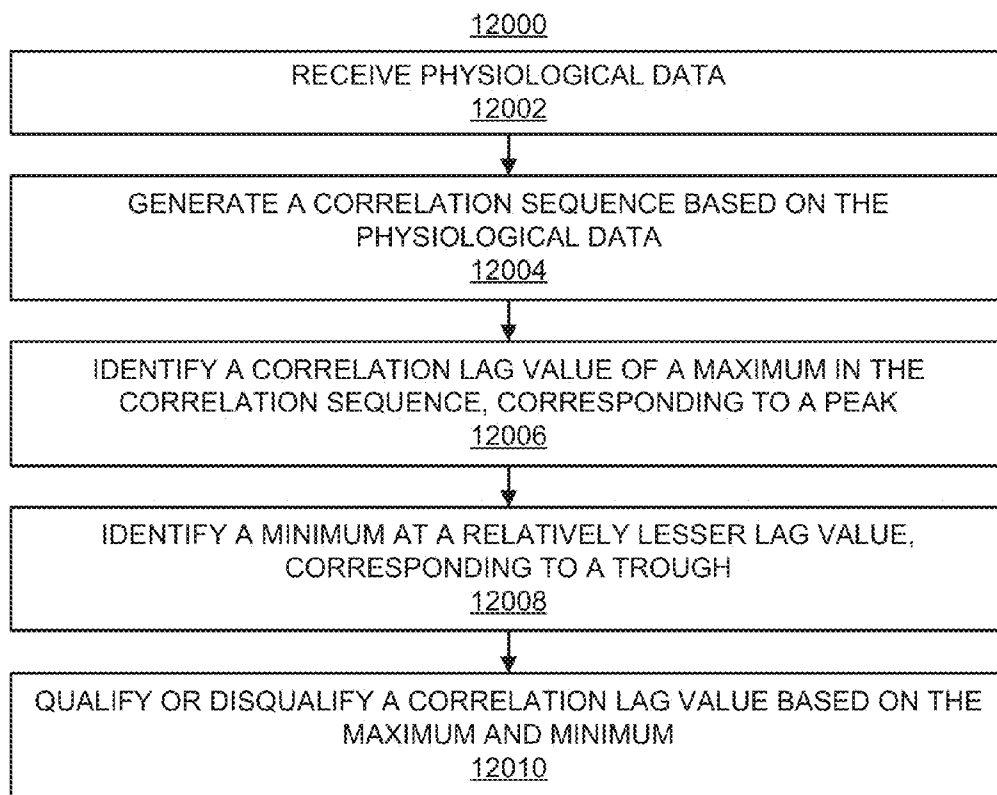 12000
RECEIVE PHYSIOLOGICAL DATA
12002
GENERATE A CORRELATION SEQUENCE BASED ON THE
PHYSIOLOGICAL DATA
12004
IDENTIFY A CORRELATION LAG VALUE OF A MAXIMUM IN THE
CORRELATION SEQUENCE, CORRESPONDING TO A PEAK
12006
IDENTIFY A MINIMUM AT A RELATIVELY LESSER LAG VALUE,
CORRESPONDING TO A TROUGH
12008
QUALIFY OR DISQUALIFY A CORRELATION LAG VALUE BASED ON THE
MAXIMUM AND MINIMUM
12010